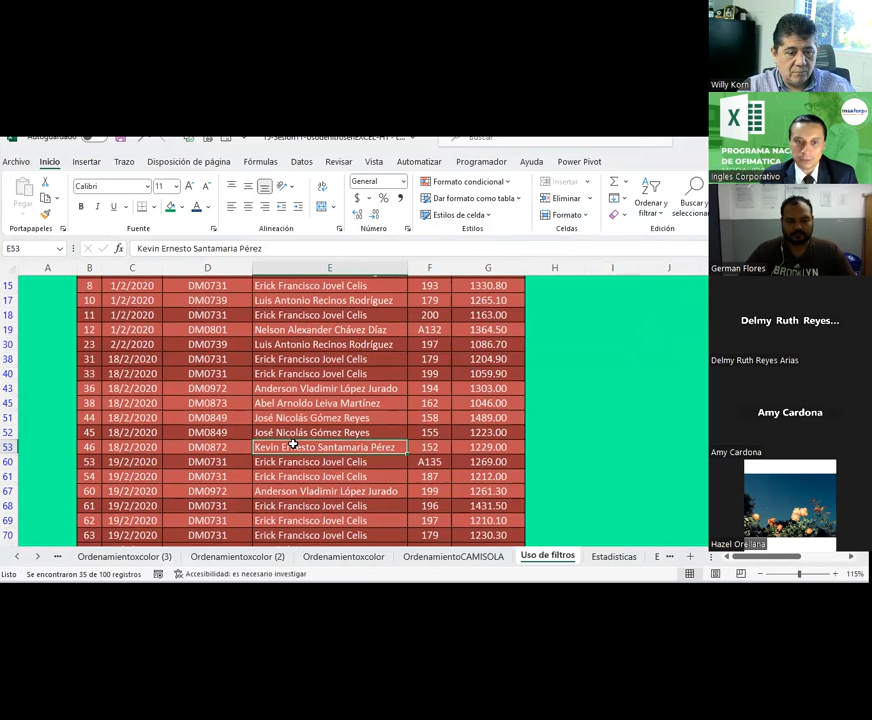 Autoguardado
Buscar
Archivo Inicio Insertar Trazo Disposición de página Fórmulas Datos Revisar Vista Automatizar Programador Ayuda Power Pivot
Pegar
Calibri 11
N K S
General
$ %
Formato condicional
Dar formato como tabla
Estilos de celda
Insertar
Eliminar
Formato
Ordenar y filtrar
Buscar y seleccionar
Portapapeles Fuente Alineación Número Estilos Celdas Edición
E53 fx Kevin Ernesto Santamaria Pérez
A B C D E F G H I J
15 8 1/2/2020 DM0731 Erick Francisco Jovel Celis 193 1330.80
17 10 1/2/2020 DM0739 Luis Antonio Recinos Rodríguez 179 1265.10
18 11 1/2/2020 DM0731 Erick Francisco Jovel Celis 200 1163.00
19 12 1/2/2020 DM0801 Nelson Alexander Chávez Díaz A132 1364.50
30 23 2/2/2020 DM0739 Luis Antonio Recinos Rodríguez 197 1086.70
38 31 18/2/2020 DM0731 Erick Francisco Jovel Celis 179 1204.90
40 33 18/2/2020 DM0731 Erick Francisco Jovel Celis 199 1059.90
43 36 18/2/2020 DM0972 Anderson Vladimir López Jurado 194 1303.00
45 38 18/2/2020 DM0873 Abel Arnoldo Leiva Martínez 162 1046.00
51 44 18/2/2020 DM0849 José Nicolás Gómez Reyes 158 1489.00
52 45 18/2/2020 DM0849 José Nicolás Gómez Reyes 155 1223.00
53 46 18/2/2020 DM0872 Kevin Ernesto Santamaria Pérez 152 1229.00
60 53 19/2/2020 DM0731 Erick Francisco Jovel Celis A135 1269.00
61 54 19/2/2020 DM0731 Erick Francisco Jovel Celis 187 1212.00
67 60 19/2/2020 DM0972 Anderson Vladimir López Jurado 199 1261.30
68 61 19/2/2020 DM0731 Erick Francisco Jovel Celis 196 1431.50
69 62 19/2/2020 DM0731 Erick Francisco Jovel Celis 197 1210.10
70 63 19/2/2020 DM0731 Erick Francisco Jovel Celis 179 1230.30
Ordenamientoxcolor (3) Ordenamientoxcolor (2) Ordenamientoxcolor OrdenamientoCAMISOLA Uso de filtros Estadisticas E
Listo Se encontraron 35 de 100 registros Accesibilidad: es necesario investigar 115%
Willy Korn
X
Insaforp
PROGRAMA
DE OFIMÁTICA
Ingles Corporativo
BROOKLYN
German Flores
Delmy Ruth Reyes...
Delmy Ruth Reyes Arias
Amy Cardona
Amy Cardona
Hazel Orellana